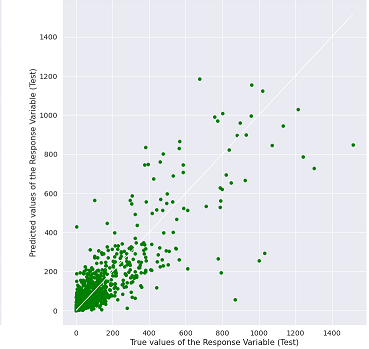 1400
1200
1000
800
600
400
200
0
Predicted values of the Response Variable (Test)
0 200 400 600 800 1000 1200 1400
True values of the Response Variable (Test)